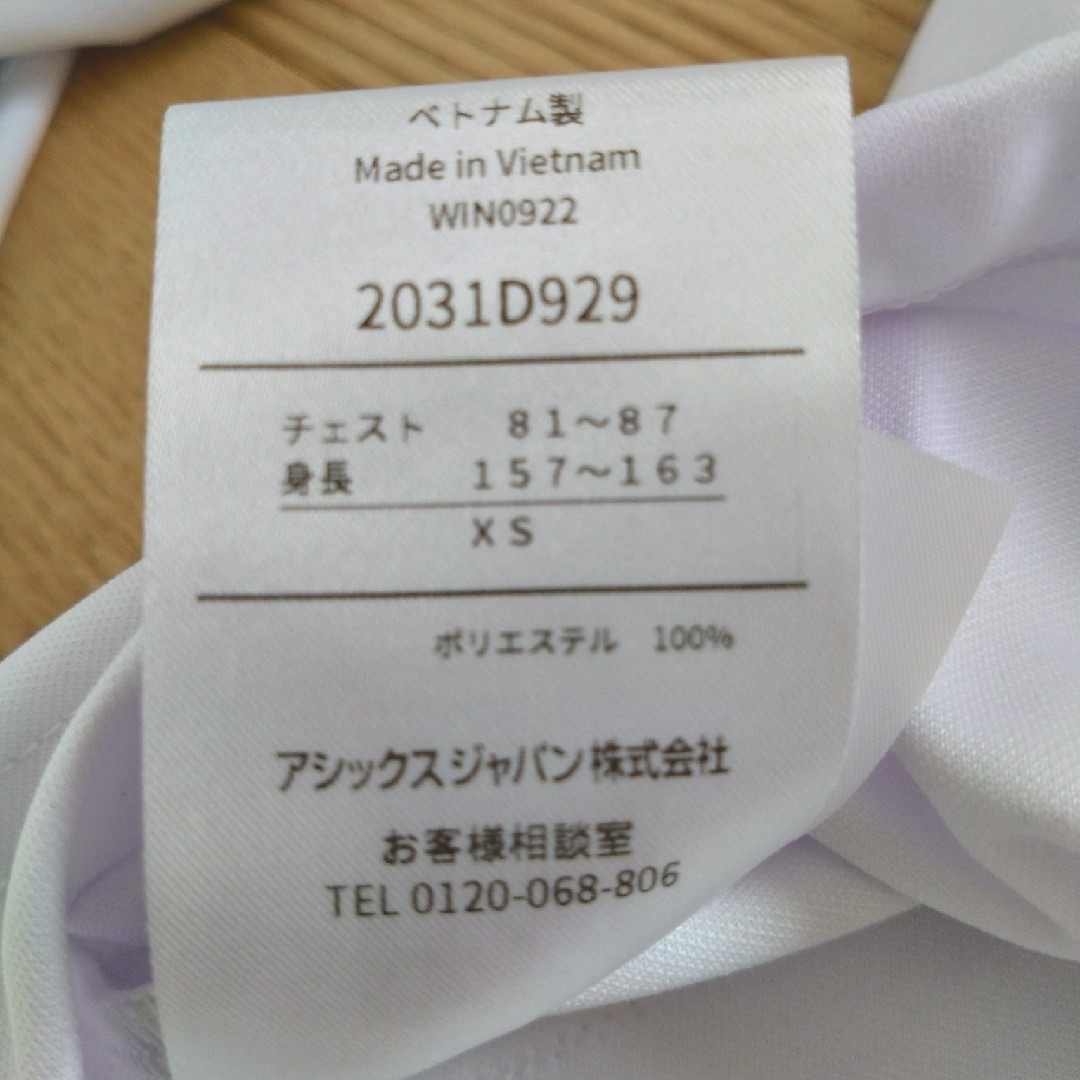 ベトナム製
Made in Vietnam
WIN0922
2031D929
チェスト 81〜87
身長 157〜163
XS
ポリエステル 100%
アシックスジャパン株式会社
お客様相談室
TEL 0120-068-806